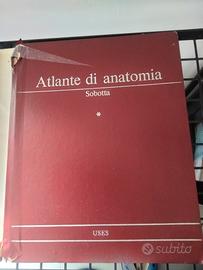 Atlante di anatomia
Sobotta
*
USES
subito